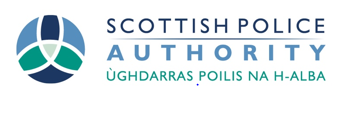 SCOTTISH POLICE
AUTHORITY
ÙGHDARRAS POILIS NA H-ALBA